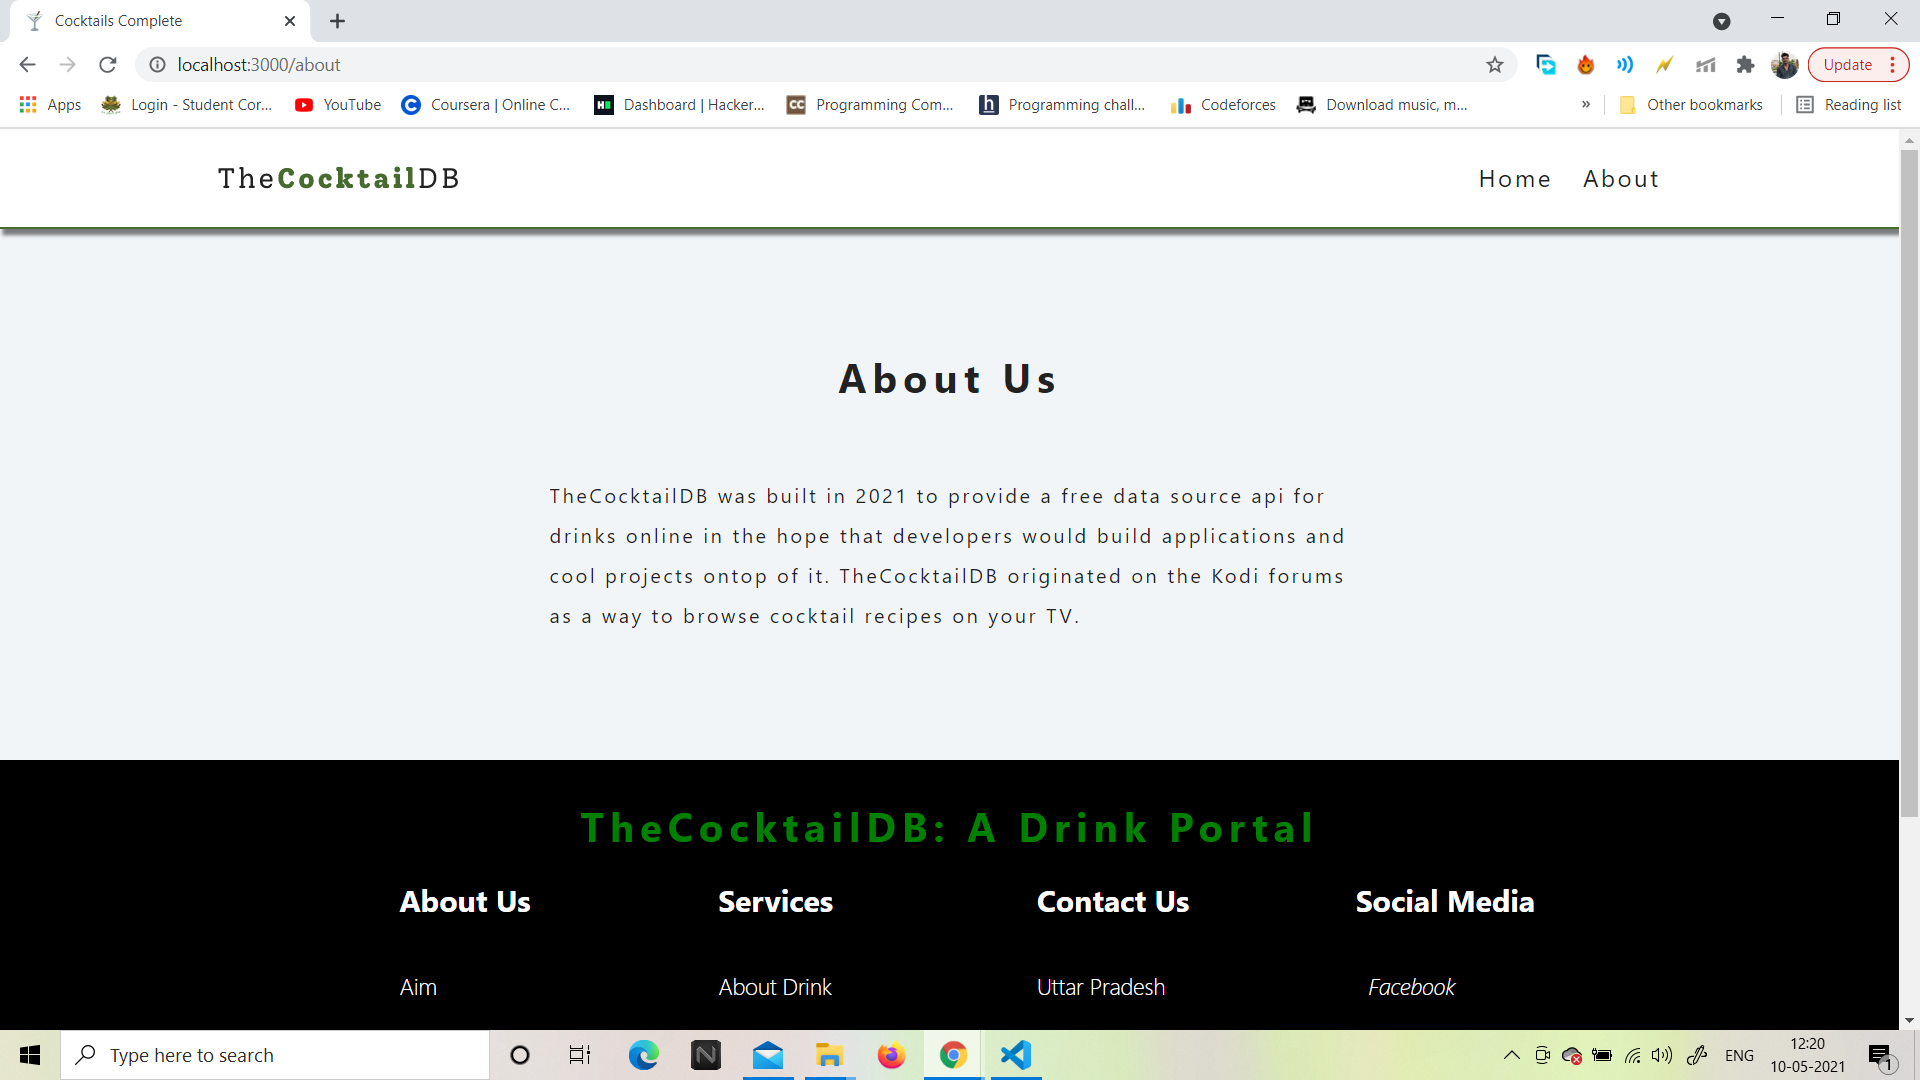 Cocktails Complete
localhost:3000/about
Update
Apps
Login - Student Cor...
YouTube
Coursera | Online C...
Dashboard | Hacker...
Programming Com...
Programming chall...
Codeforces
Download music, m...
»
Other bookmarks
Reading list
TheCocktailDB
Home
About
About Us
TheCocktailDB was built in 2021 to provide a free data source api for
drinks online in the hope that developers would build applications and
cool projects ontop of it. TheCocktailDB originated on the Kodi forums
as a way to browse cocktail recipes on your TV.
TheCocktailDB: A Drink Portal
About Us
Services
Contact Us
Social Media
Aim
About Drink
Uttar Pradesh
Facebook
Type here to search
ENG
12:20
10-05-2021
1